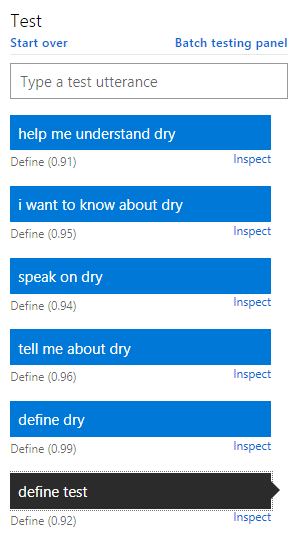 Test
Start over Batch testing panel
Type a test utterance
help me understand dry
Define (0.91) Inspect
i want to know about dry
Define (0.95) Inspect
speak on dry
Define (0.94) Inspect
tell me about dry
Define (0.96) Inspect
define dry
Define (0.99) Inspect
define test
Define (0.92) Inspect